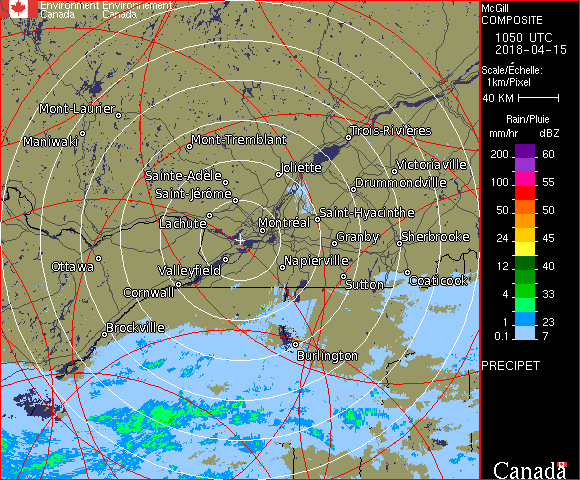 Environment Environnement
Canada Canada
Mont-Laurier
Maniwaki
Mont-Tremblant
Trois-Rivières
Sainte-Adèle
Joliette
Victoriaville
Saint-Jérôme
Drummondville
Lachute
Montréal
Saint-Hyacinthe
Granby
Sherbrooke
Ottawa
Valleyfield
Napierville
Cornwall
Sutton
Coaticook
Brockville
Burlington
McGill
COMPOSITE
1050 UTC
2018-04-15
Scale/Échelle:
1km/Pixel
40 KM
Rain/Pluie
mm/hr dBZ
200 60
150 57
100 55
50 50
24 45
12 40
4 33
1 23
0.1 7
PRECIPET
Canada